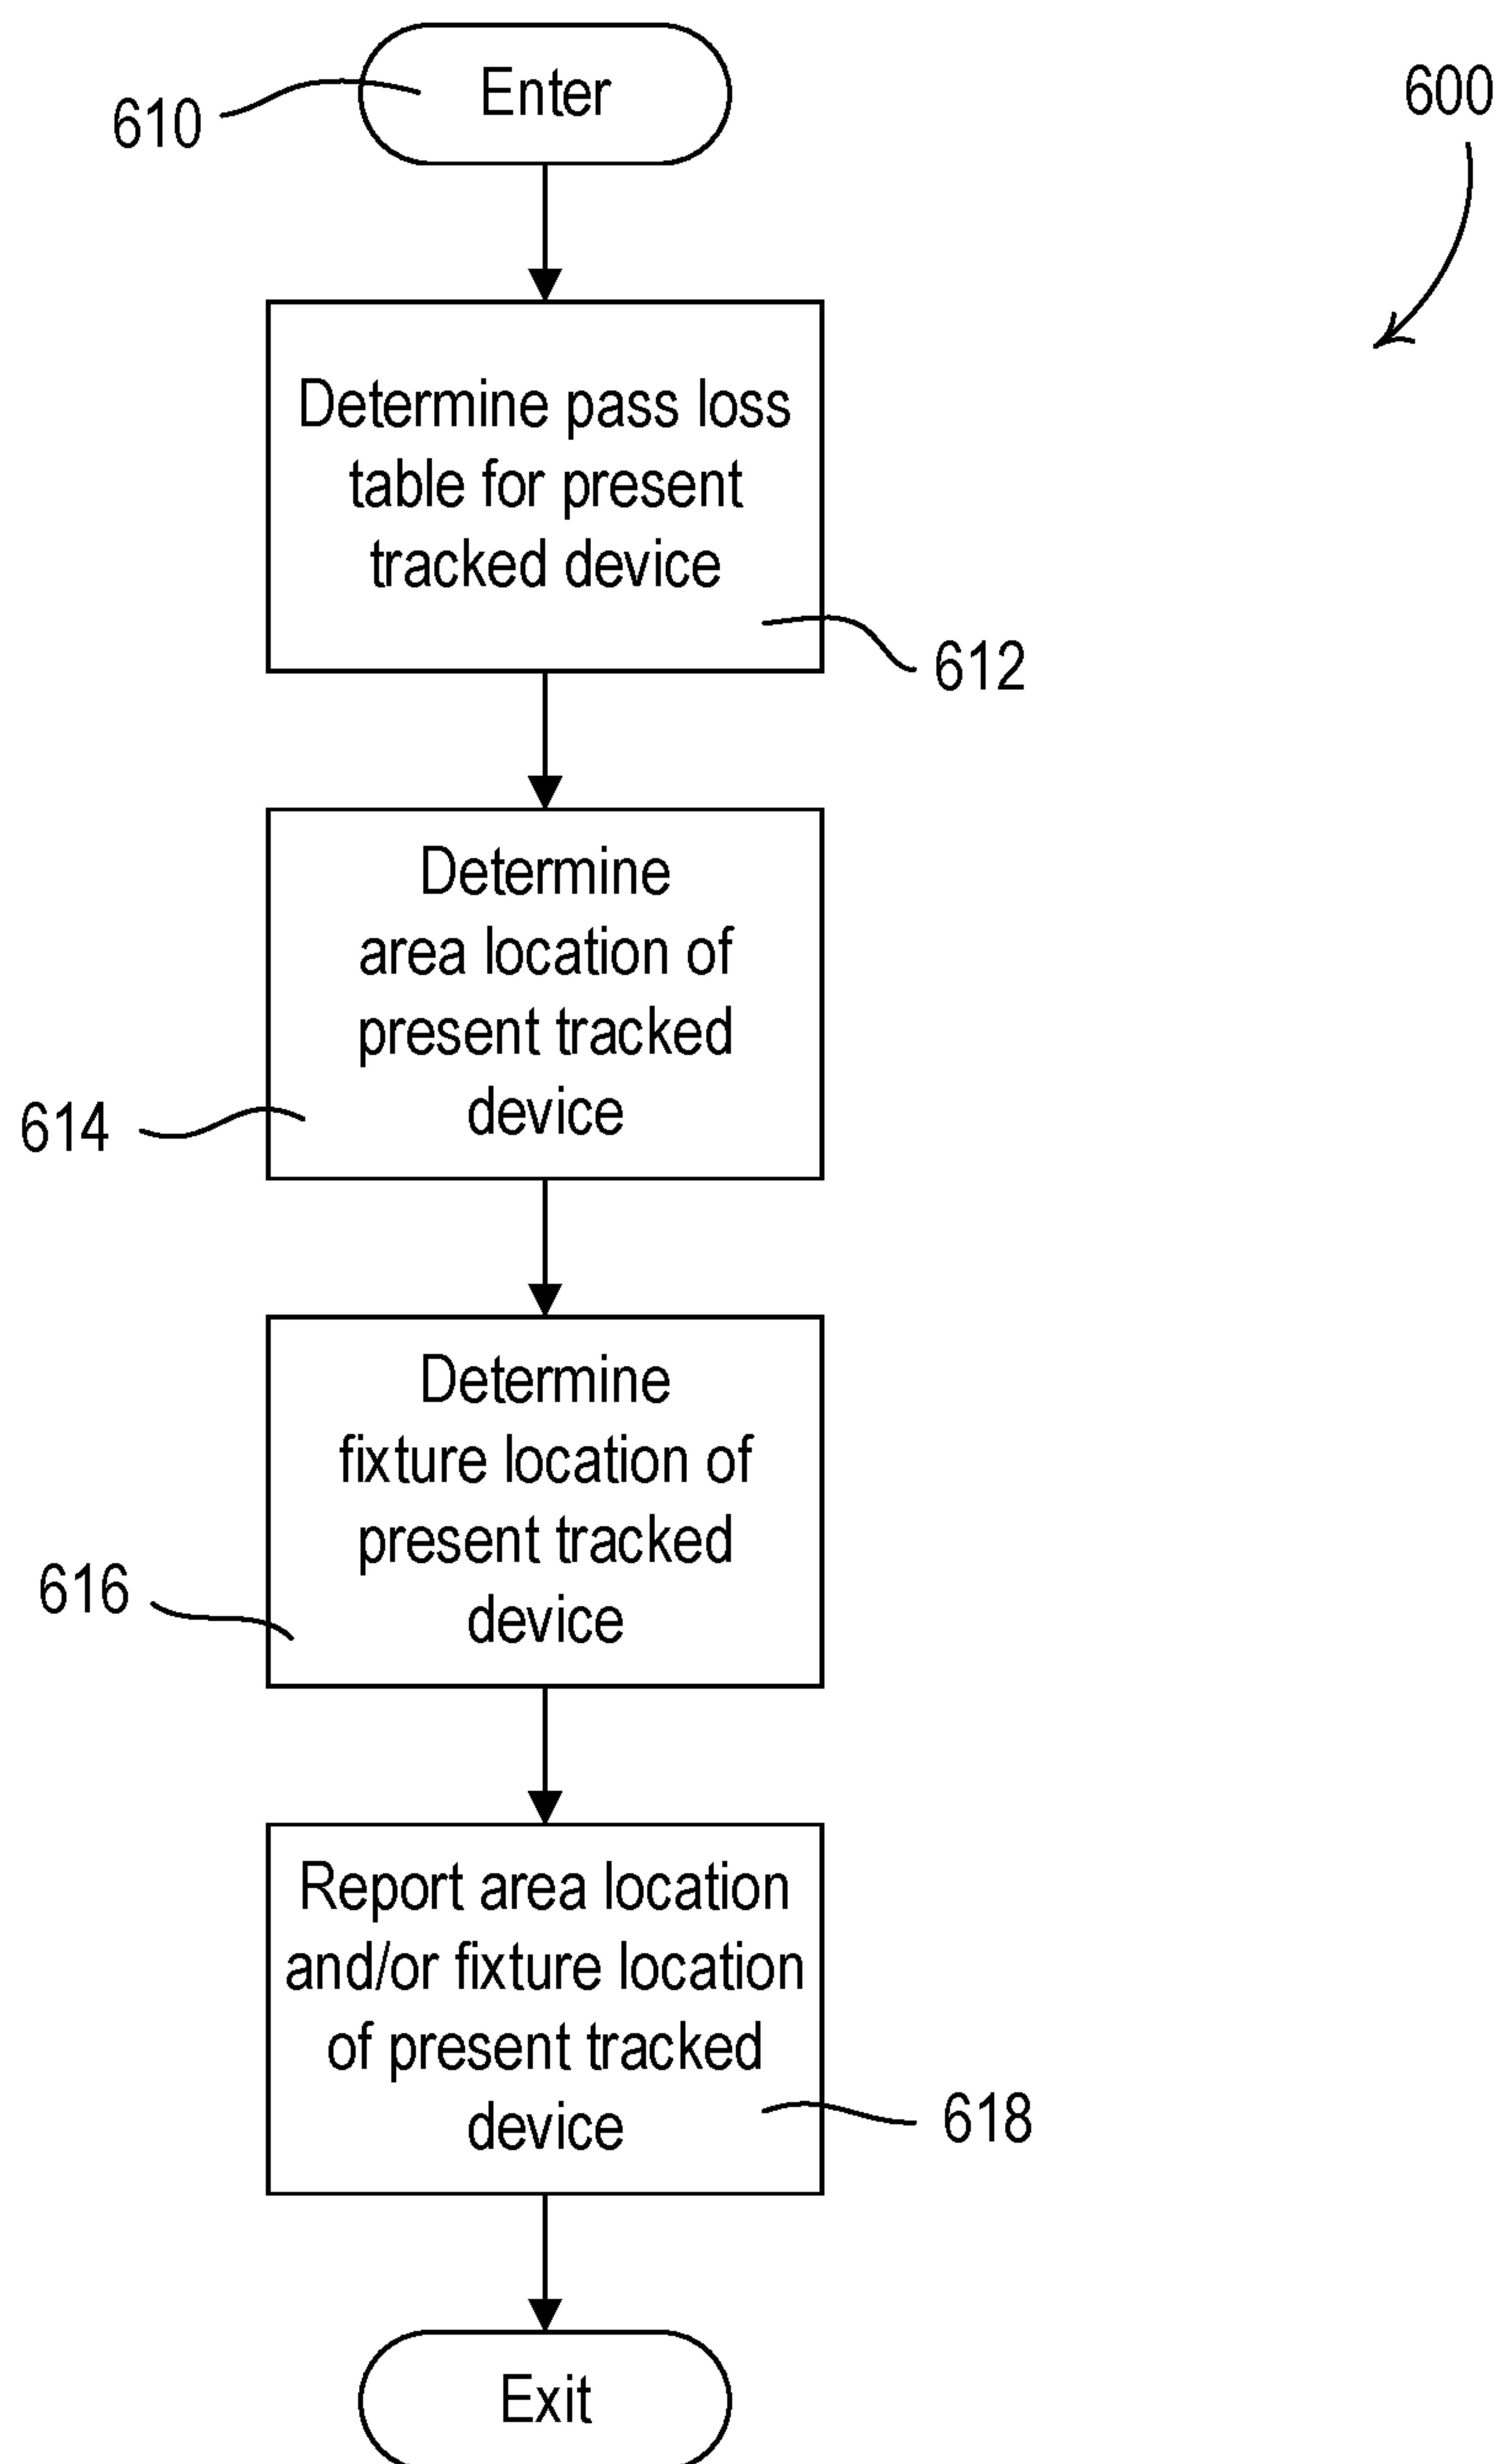 Enter
610
600
Determine pass loss
table for present
tracked device
612
Determine
area location of
present tracked
device
614
Determine
fixture location of
present tracked
device
616
Report area location
and/or fixture location
of present tracked
device
618
Exit